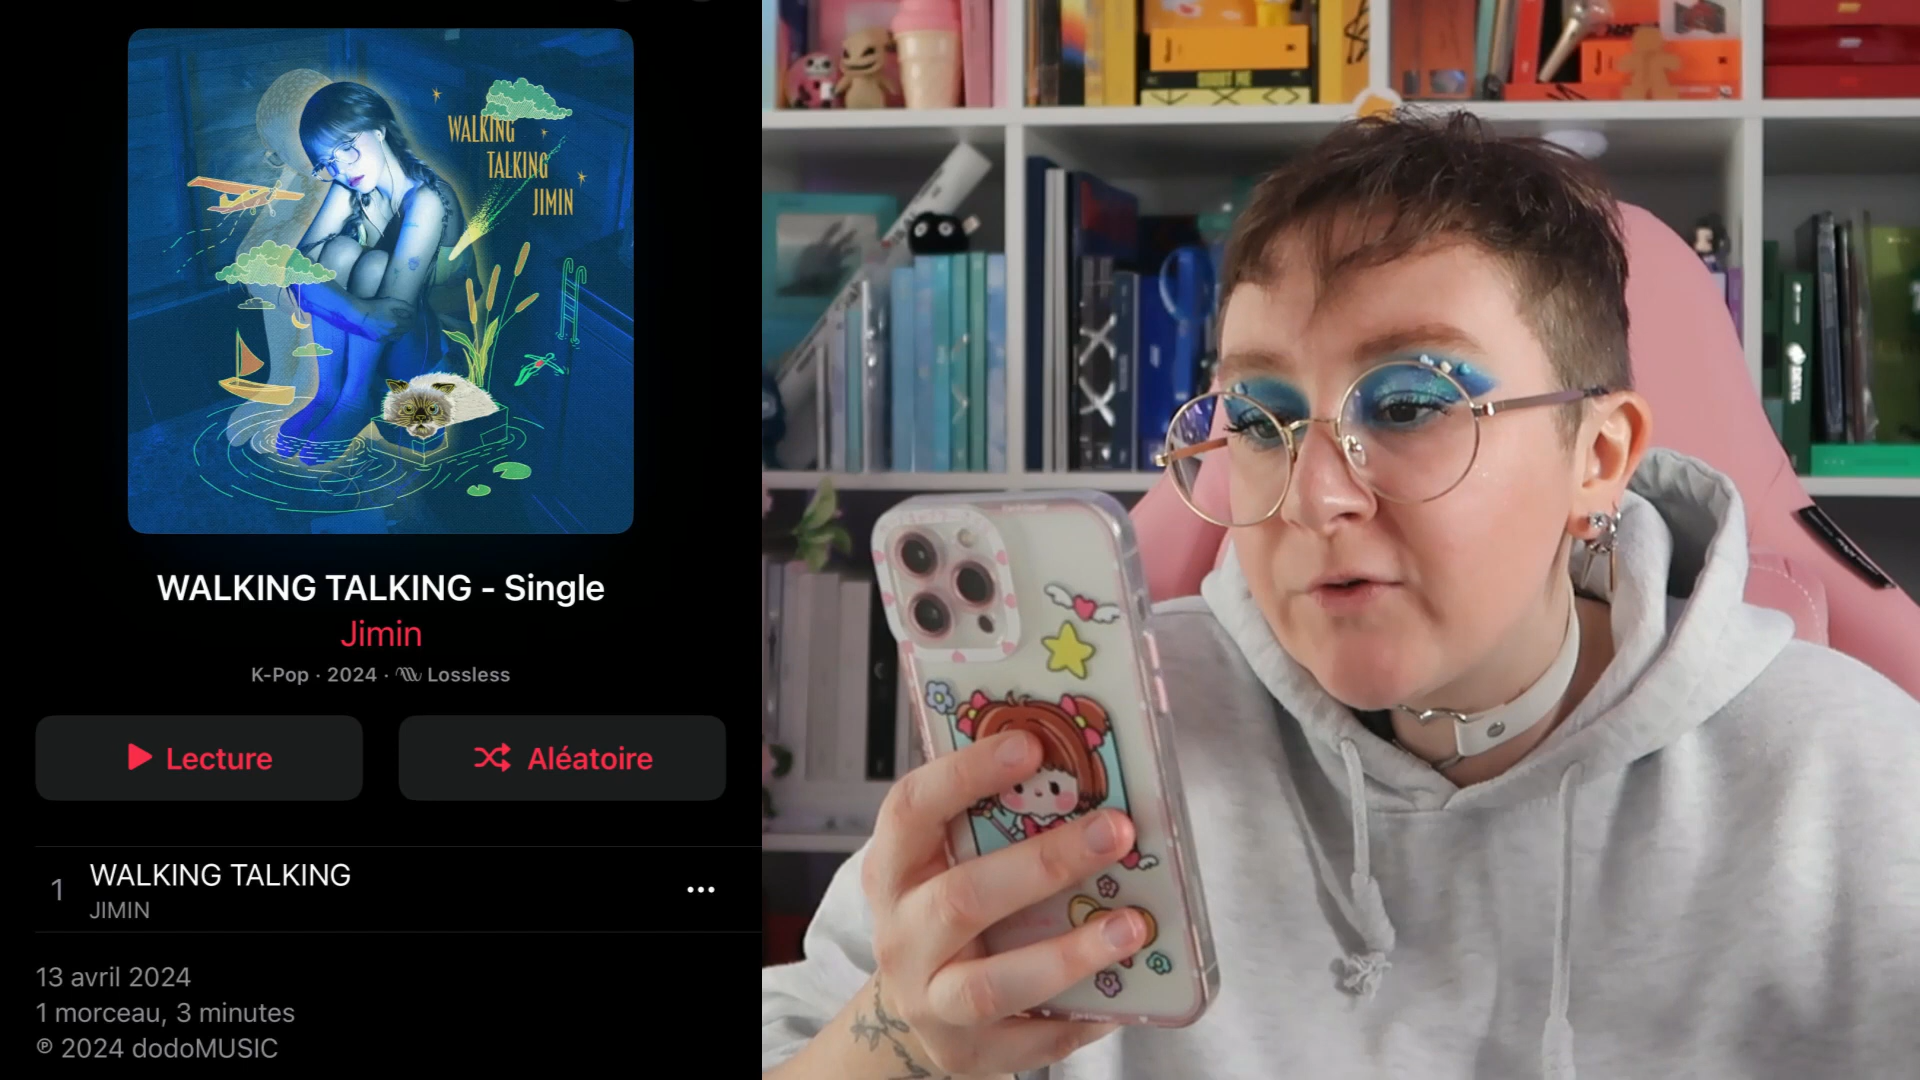 WALKING
TALKING
JIMIN
WALKING TALKING - Single
Jimin
K-Pop · 2024 · Lossless
Lecture
Aléatoire
1
WALKING TALKING
JIMIN
13 avril 2024
1 morceau, 3 minutes
℗ 2024 dodoMUSIC